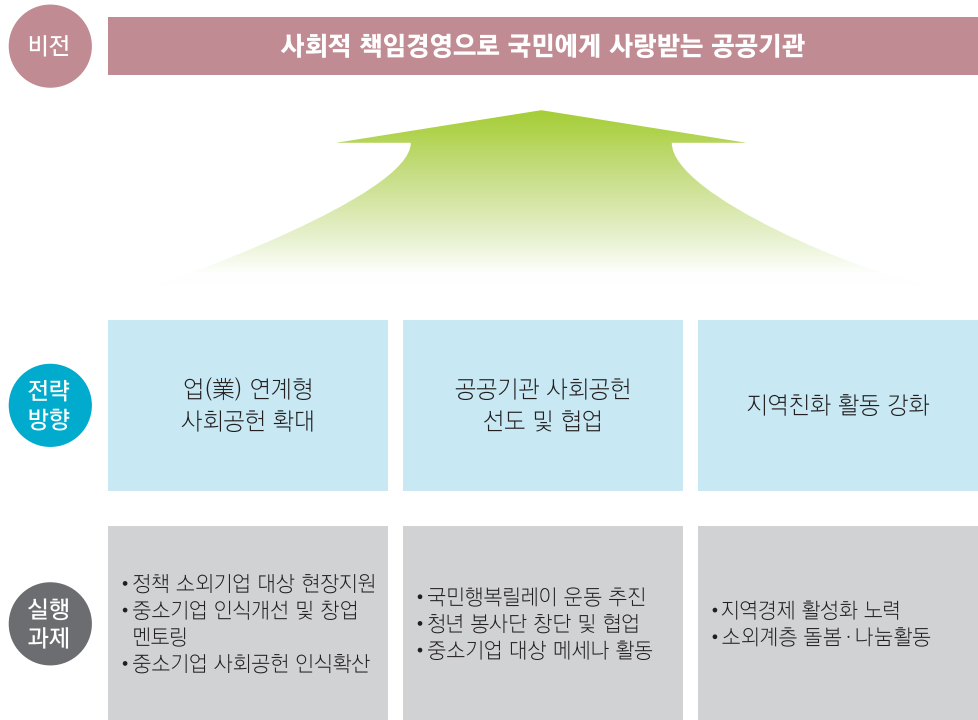 비전
사회적 책임경영으로 국민에게 사랑받는 공공기관
전략
방향
업(業) 연계형
사회공헌 확대
공공기관 사회공헌
선도 및 협업
지역친화 활동 강화
실행
과제
• 정책 소외기업 대상 현장지원
• 중소기업 인식개선 및 창업
멘토링
• 중소기업 사회공헌 인식확산
• 국민행복릴레이 운동 추진
• 청년 봉사단 창단 및 협업
• 중소기업 대상 메세나 활동
• 지역경제 활성화 노력
• 소외계층 돌봄 · 나눔활동